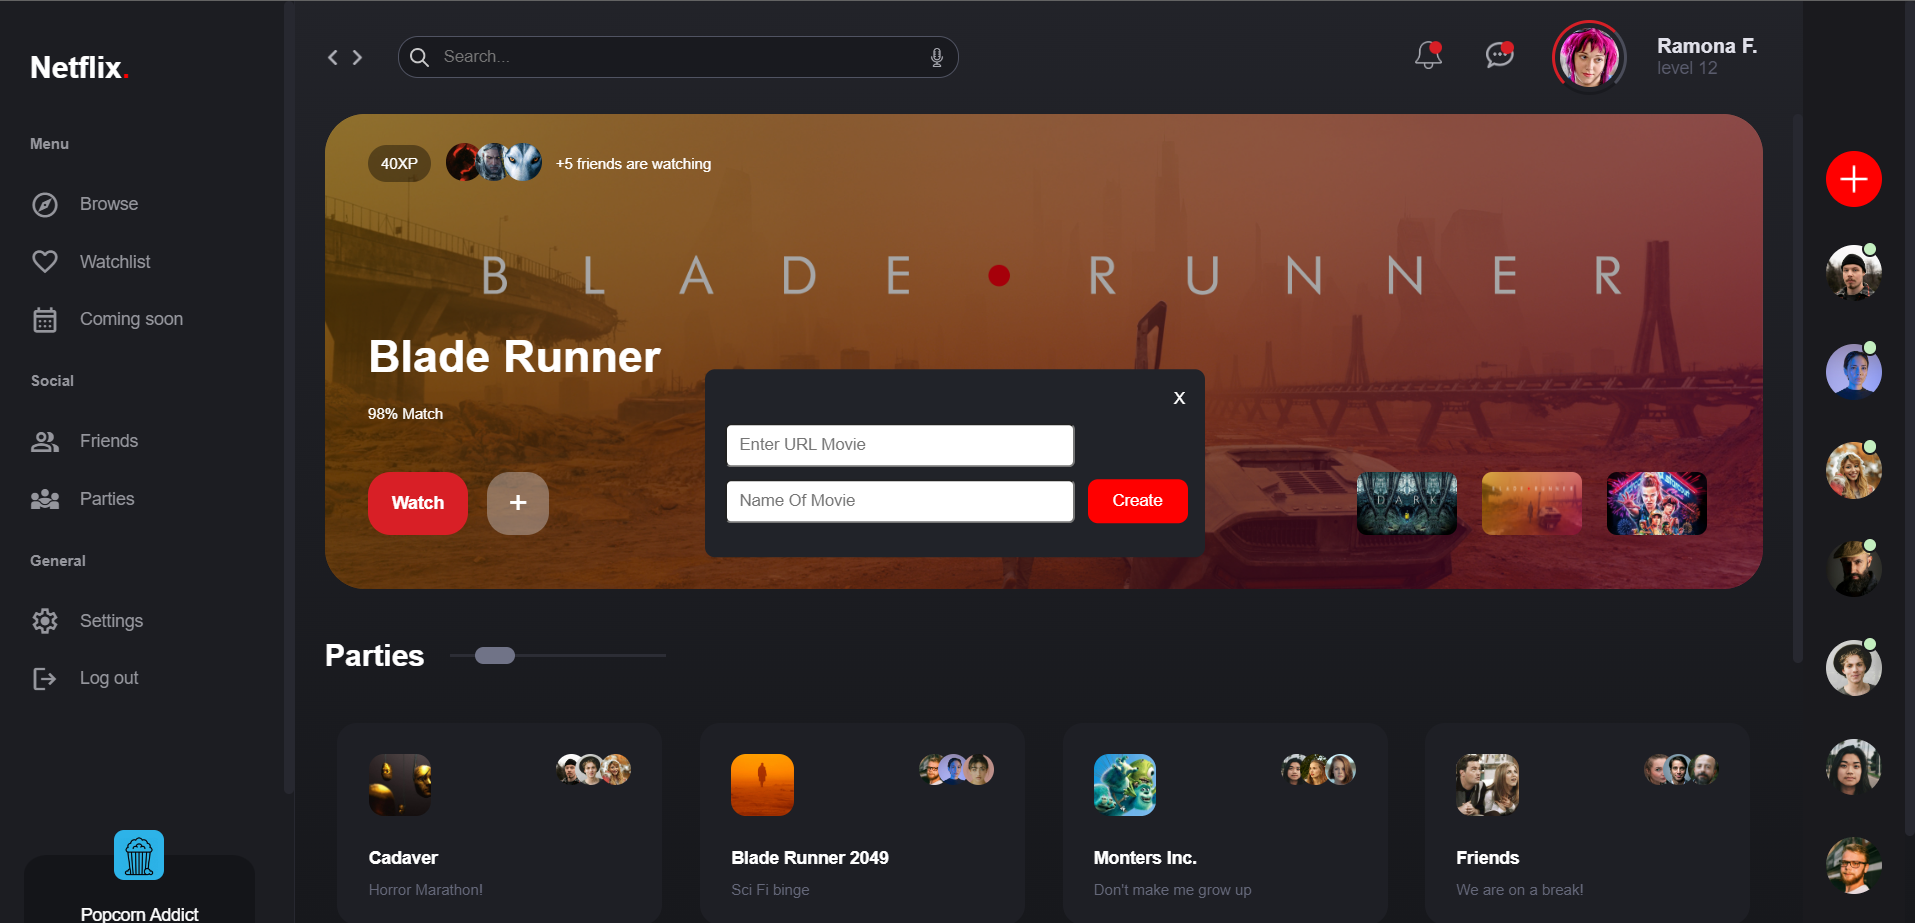 Netflix.
Menu
Browse
Watchlist
Coming soon
Social
Friends
Parties
General
Settings
Log out
Popcorn Addict
Search...
Ramona F.
level 12
40XP
+5 friends are watching
BLADE RUNNER
Blade Runner
98% Match
Watch
+
X
Enter URL Movie
Name Of Movie
Create
DARK
Parties
Cadaver
Horror Marathon!
Blade Runner 2049
Sci Fi binge
Monters Inc.
Don't make me grow up
Friends
We are on a break!